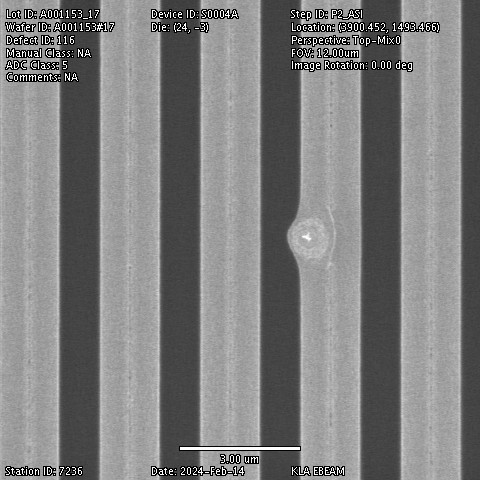 Lot ID: A001153_17 Device ID: S0004A Step ID: P2_ASI
Wafer ID: A001153#17 Die: (24, -3) Location: (3900.452, 1493.466)
Defect ID: 116 Perspective: Top-Mix0
Manual Class: NA FOV: 12.00um
ADC Class: 5 Image Rotation: 0.00 deg
Comments: NA
3.00 um
Station ID: 7236 Date: 2024-Feb-14 KLA EBEAM